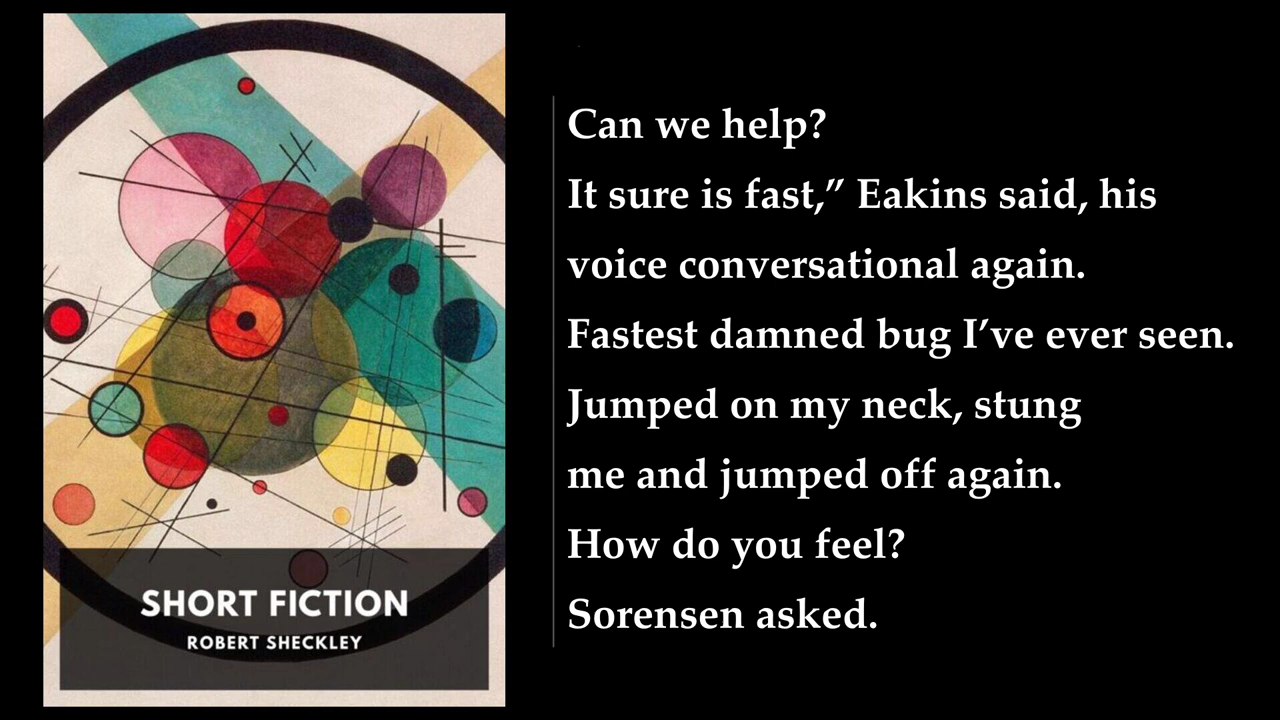 SHORT FICTION
ROBERT SHECKLEY
Can we help?
It sure is fast,” Eakins said, his
voice conversational again.
Fastest damned bug I’ve ever seen.
Jumped on my neck, stung
me and jumped off again.
How do you feel?
Sorensen asked.